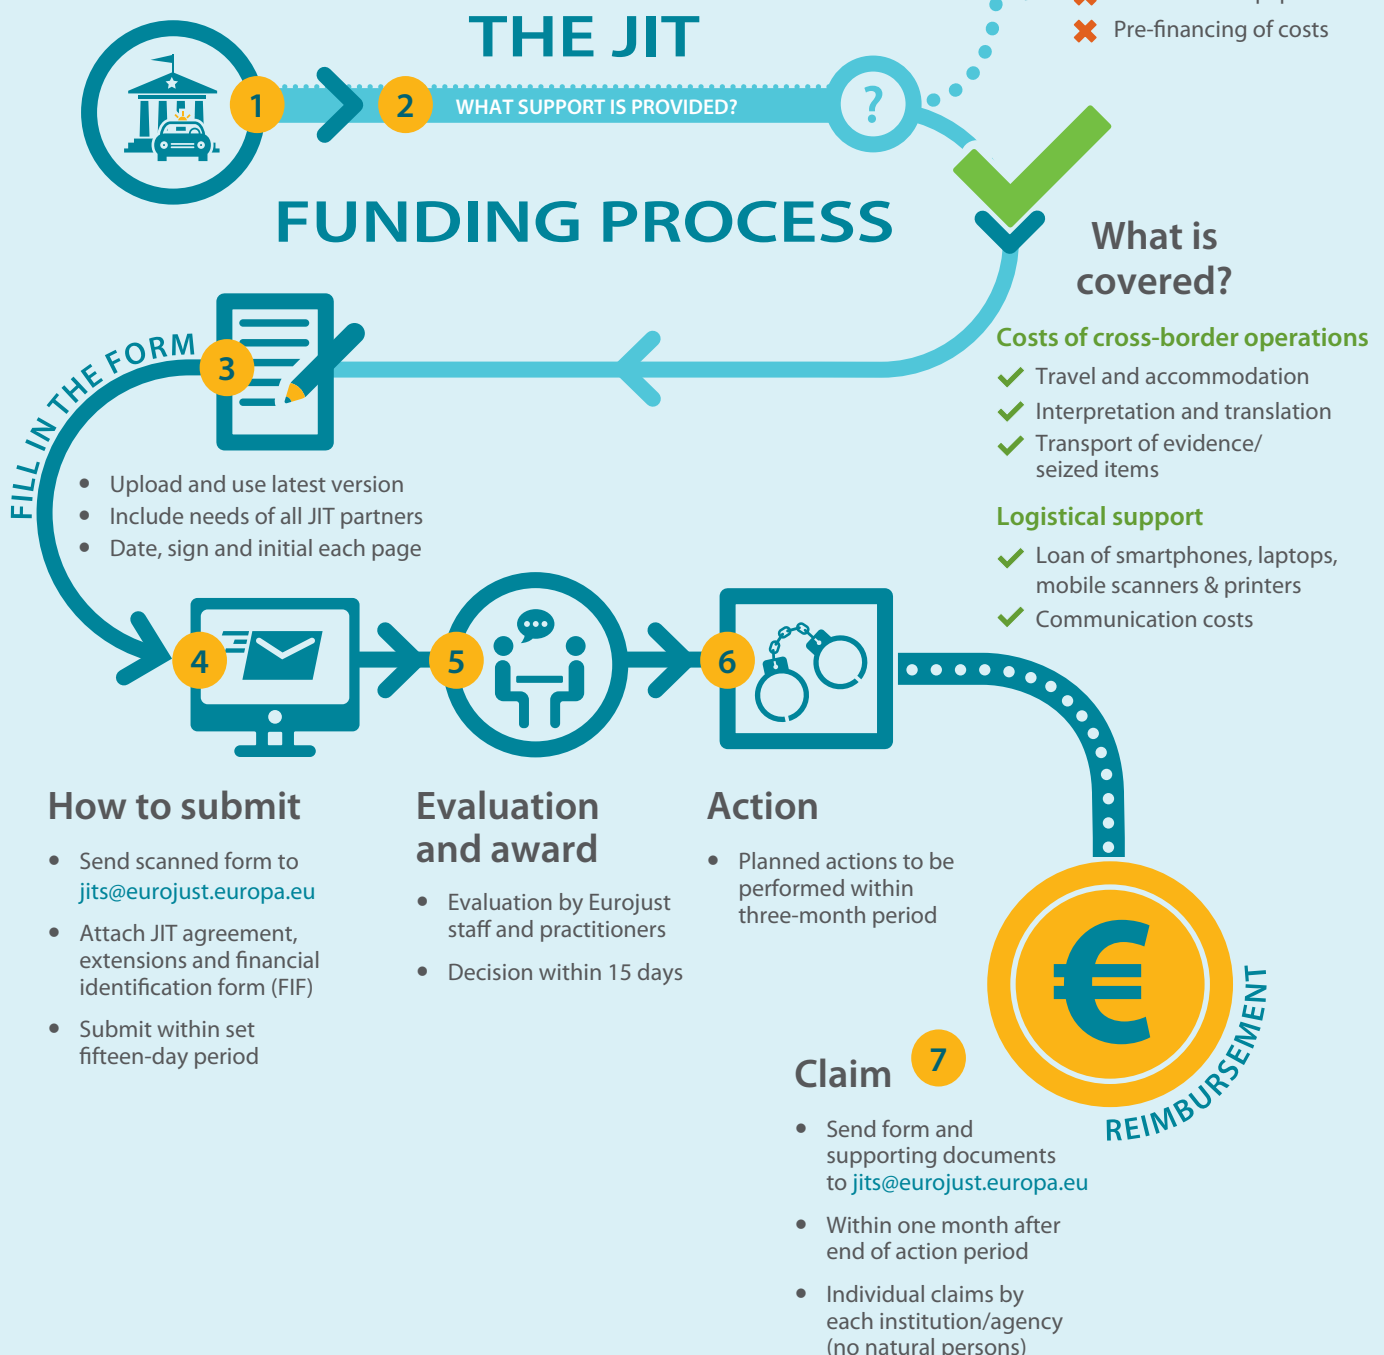 Pre-financing of costs
THE JIT
1
2
WHAT SUPPORT IS PROVIDED?
?
FUNDING PROCESS
What is
covered?
Costs of cross-border operations
Travel and accommodation
Interpretation and translation
Transport of evidence/
seized items
Logistical support
Loan of smartphones, laptops,
mobile scanners & printers
Communication costs
FILL IN THE FORM
3
• Upload and use latest version
• Include needs of all JIT partners
• Date, sign and initial each page
4
5
6
How to submit
• Send scanned form to
jits@eurojust.europa.eu
• Attach JIT agreement,
extensions and financial
identification form (FIF)
• Submit within set
fifteen-day period
Evaluation
and award
• Evaluation by Eurojust
staff and practitioners
• Decision within 15 days
Action
• Planned actions to be
performed within
three-month period
€
REIMBURSEMENT
Claim
7
• Send form and
supporting documents
to jits@eurojust.europa.eu
• Within one month after
end of action period
• Individual claims by
each institution/agency
(no natural persons)